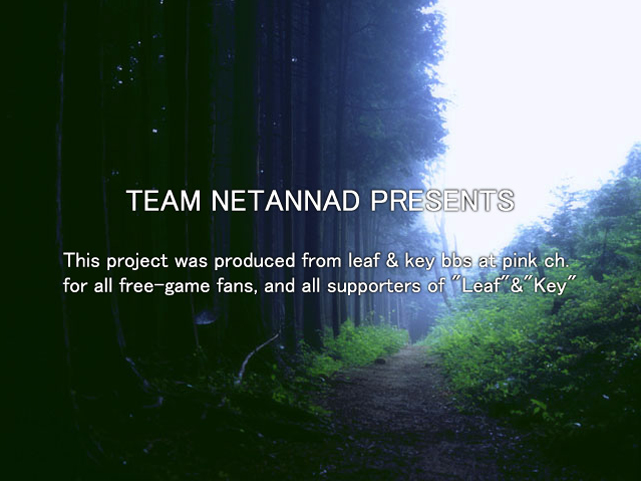 TEAM NETANNAD PRESENTS
This project was produced from leaf & key bbs at pink ch.
for all free-game fans, and all supporters of "Leaf"&"Key"